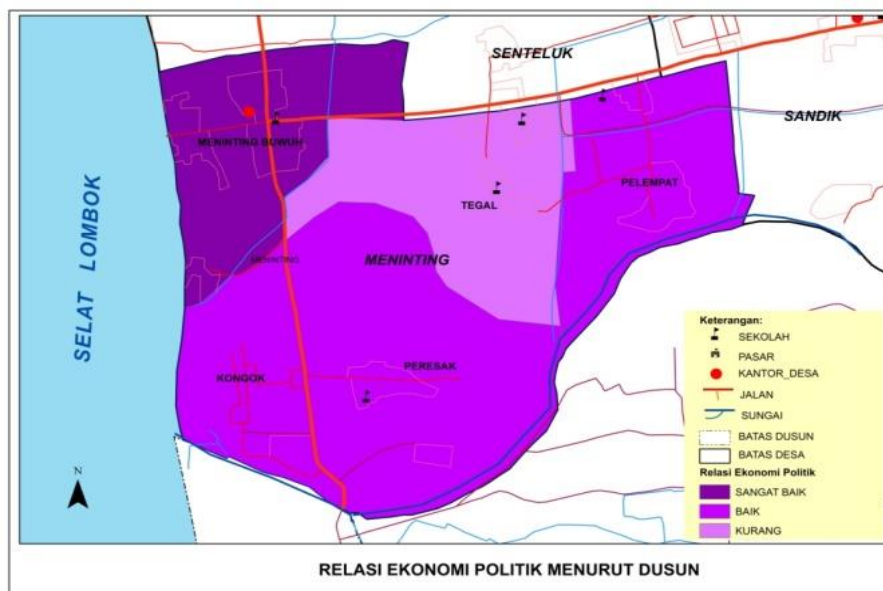 SENTELUK
SANDIK
MENINTING BUWUH
PELEMPAT
TEGAL
SELAT LOMBOK
MENINTING
MENINTING
PERESAK
KONGOK
N
Keterangan:
SEKOLAH
PASAR
KANTOR_DESA
JALAN
SUNGAI
BATAS DUSUN
BATAS DESA
Relasi Ekonomi Politik
SANGAT BAIK
BAIK
KURANG
RELASI EKONOMI POLITIK MENURUT DUSUN